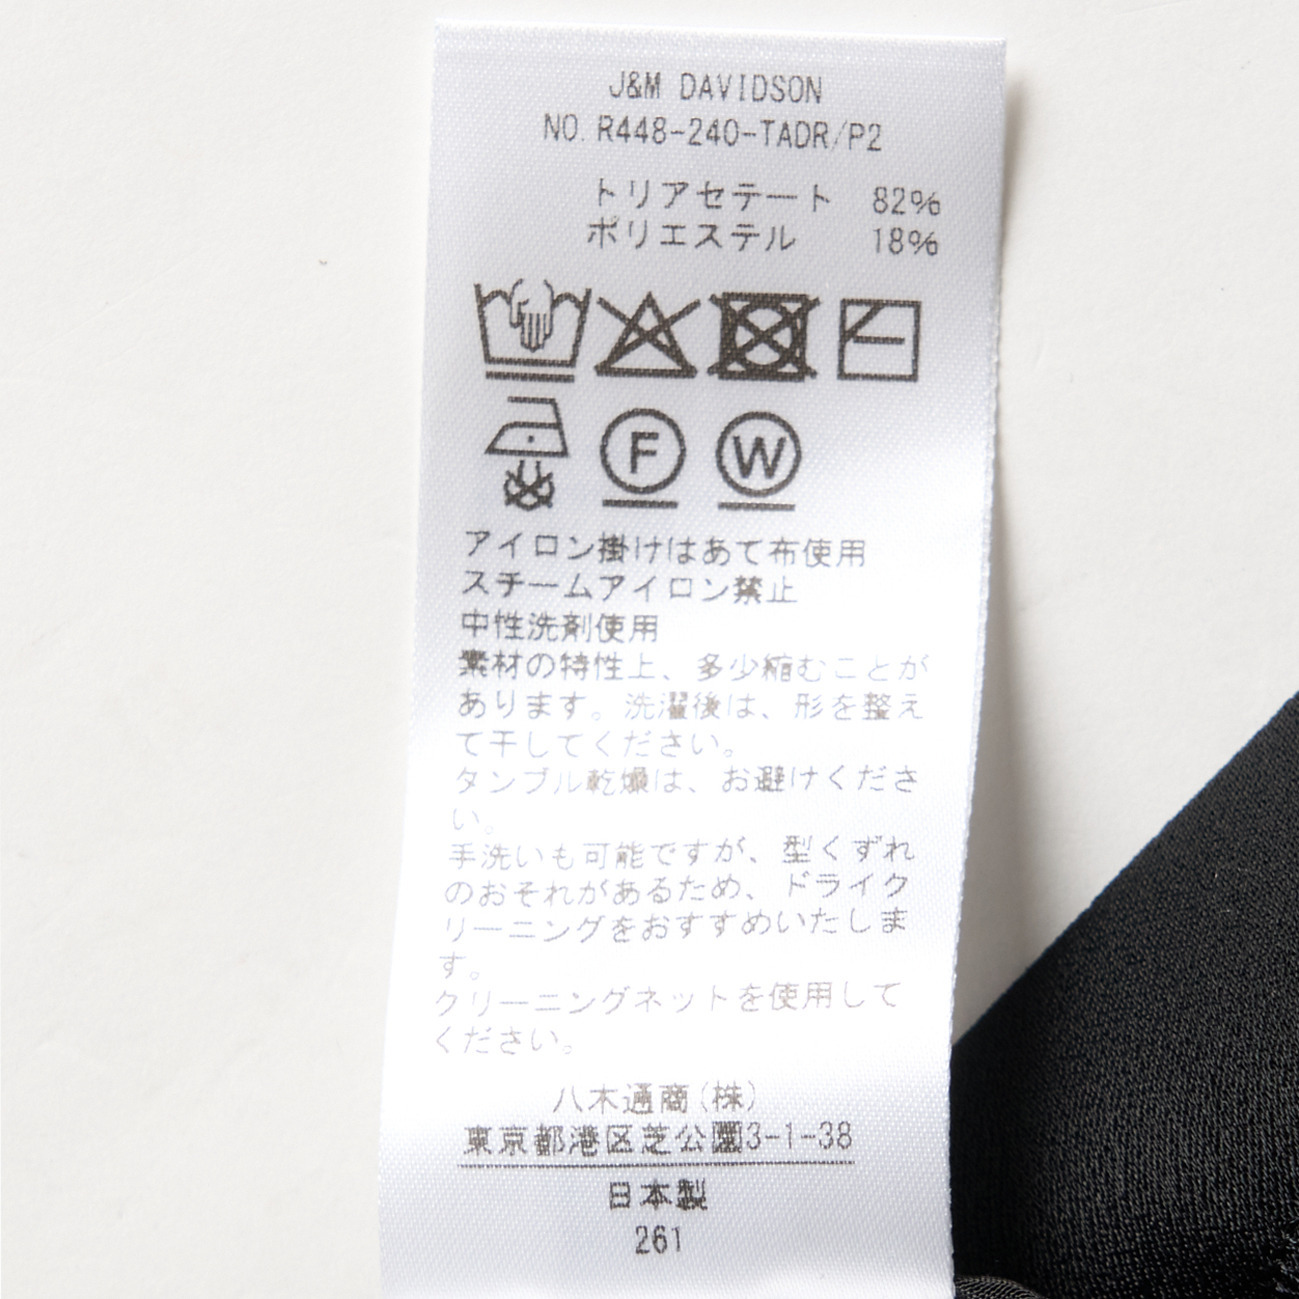 J&M DAVIDSON
NO. R448-240-TADR/P2
トリアセテート 82%
ポリエステル 18%
F W
アイロン掛けはあて布使用
スチームアイロン禁止
中性洗剤使用
素材の特性上、多少縮むことが
あります。洗濯後は、形を整え
て干してください。
タンブル乾燥は、お避けくださ
い。
手洗いも可能ですが、型くずれ
のおそれがあるため、ドライク
リーニングをおすすめいたしま
す。
クリーニングネットを使用して
ください。
八木通商(株)
東京都港区芝公園3-1-38
日本製
261